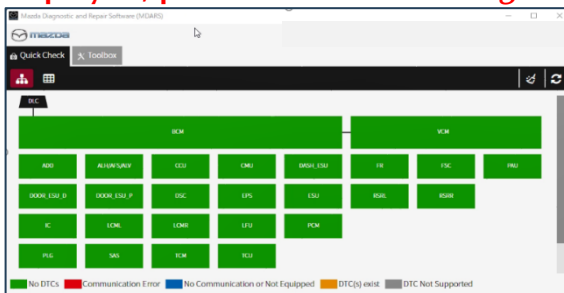 Mazda Diagnostic and Repair Software (MDARS)
mazda
Quick Check Toolbox
DLC
BCM VCM
ADD ALH/AFS/ALV CCU CMU DASH_ESU FR FSC PAU
DOOR_ESU_D DOOR_ESU_P DSC EPS ESU RSRL RSRR
IC LCML LCMR LFU PCM
PLG SAS TCM TCU
No DTCs Communication Error No Communication or Not Equipped DTC(s) exist DTC Not Supported